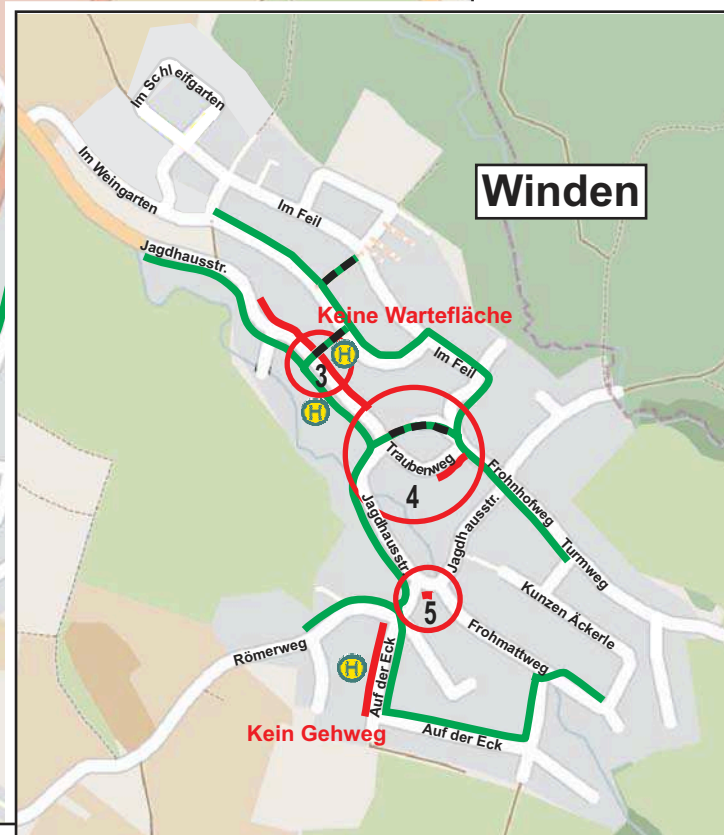 Winden
Im Schleifgarten
Im Weingarten
Im Feil
Jagdhausstr.
Keine Wartefläche
H
3
H
Im Feil
Traubenweg
4
Frohnhofweg
Jagdhausstr.
Jagdhausstr.
Turmweg
5
Kunzen Äckerle
Frohmattweg
Römerweg
H
Auf der Eck
Kein Gehweg
Auf der Eck